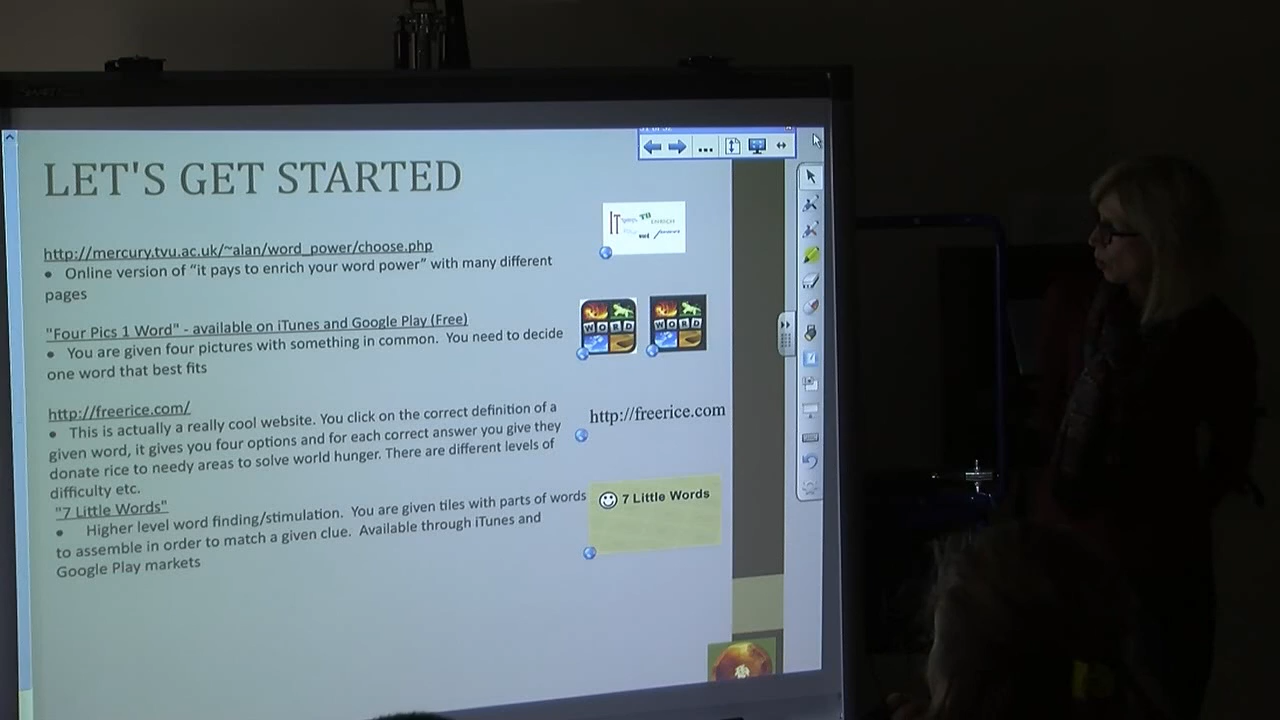 LET'S GET STARTED
http://mercury.tvu.ac.uk/~alan/word_power/choose.php
• Online version of “it pays to enrich your word power” with many different
pages
"Four Pics 1 Word" - available on iTunes and Google Play (Free)
• You are given four pictures with something in common. You need to decide
one word that best fits
WORD
WORD
http://freerice.com/
• This is actually a really cool website. You click on the correct definition of a
given word, it gives you four options and for each correct answer you give they
donate rice to needy areas to solve world hunger. There are different levels of
difficulty etc.
http://freerice.com
"7 Little Words"
• Higher level word finding/stimulation. You are given tiles with parts of words
to assemble in order to match a given clue. Available through iTunes and
Google Play markets
7 Little Words